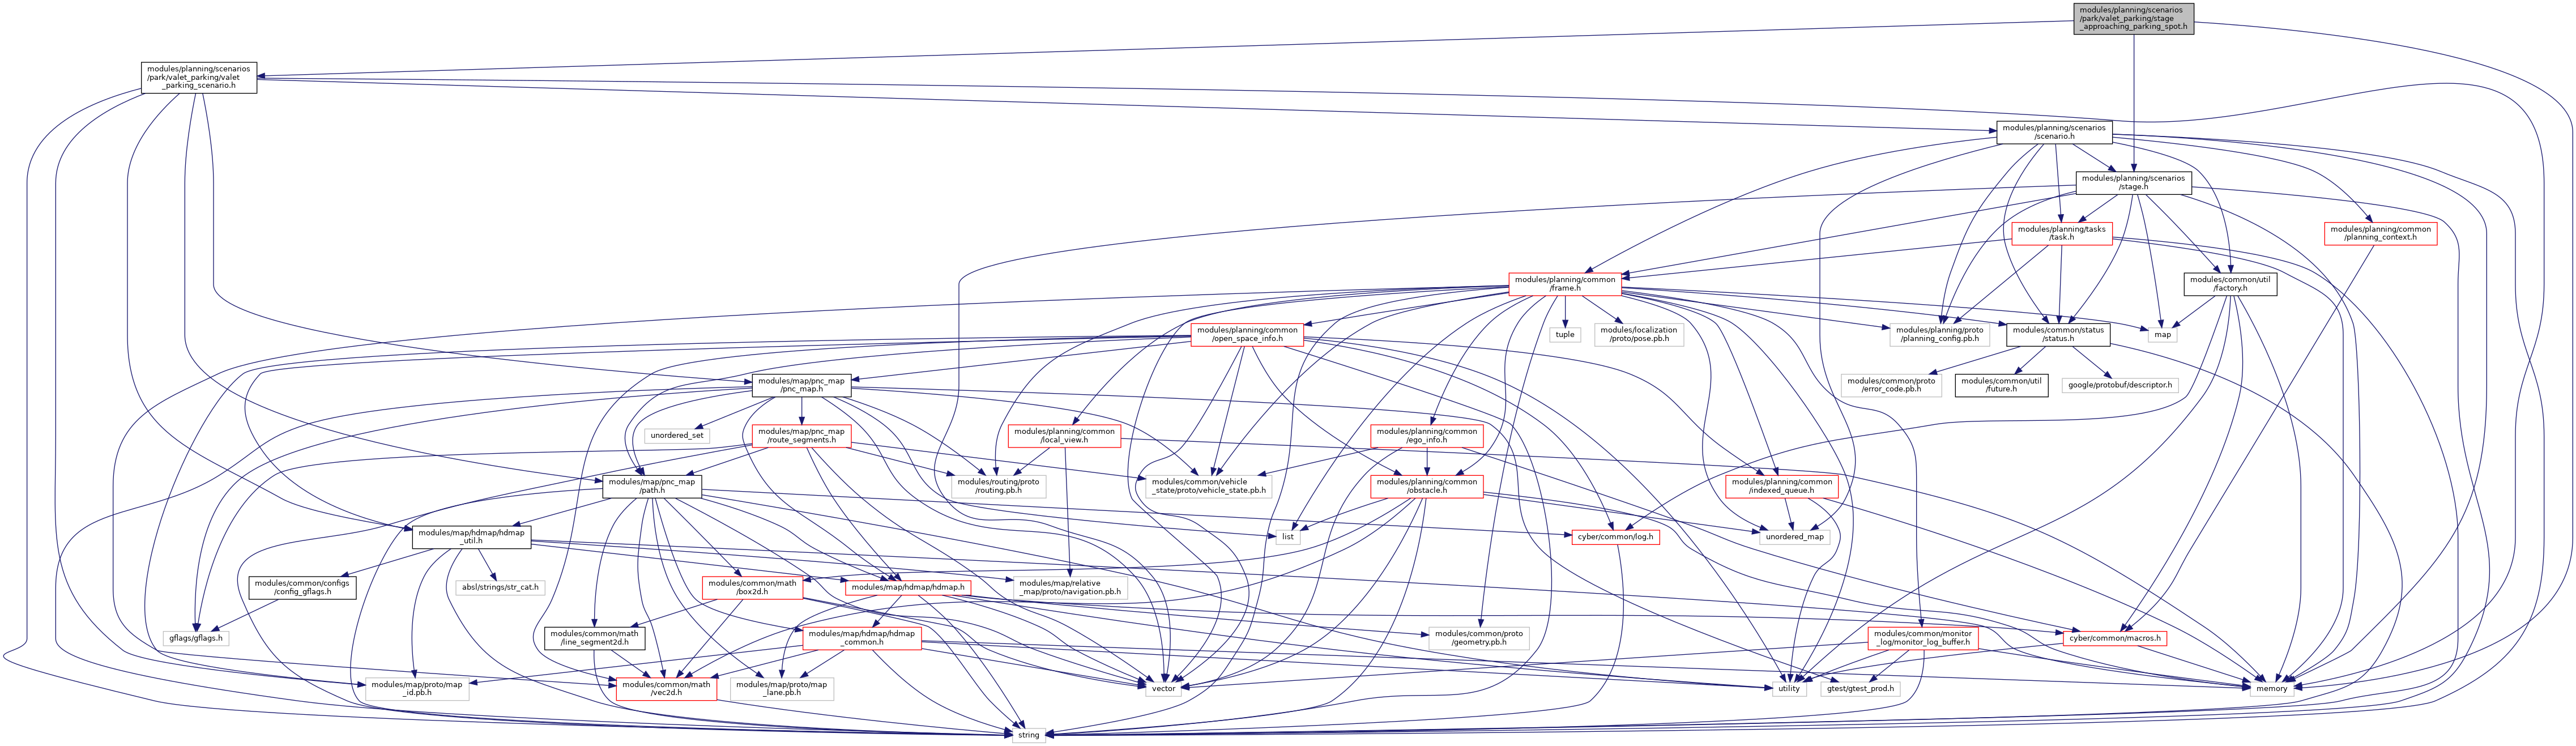 modules/planning/scenarios
/park/valet_parking/stage
_approaching_parking_spot.h
modules/planning/scenarios
/park/valet_parking/valet
_parking_scenario.h
modules/planning/scenarios
/scenario.h
modules/planning/scenarios
/stage.h
modules/planning/tasks
/task.h
modules/planning/common
/planning_context.h
modules/planning/common
/frame.h
modules/common/util
/factory.h
modules/planning/common
/open_space_info.h
tuple
modules/localization
/proto/pose.pb.h
modules/planning/proto
/planning_config.pb.h
modules/common/status
/status.h
map
modules/map/pnc_map
/pnc_map.h
modules/common/proto
/error_code.pb.h
modules/common/util
/future.h
google/protobuf/descriptor.h
unordered_set
modules/map/pnc_map
/route_segments.h
modules/planning/common
/local_view.h
modules/planning/common
/ego_info.h
modules/map/pnc_map
/path.h
modules/routing/proto
/routing.pb.h
modules/common/vehicle
_state/proto/vehicle_state.pb.h
modules/planning/common
/obstacle.h
modules/planning/common
/indexed_queue.h
modules/map/hdmap/hdmap
_util.h
list
cyber/common/log.h
unordered_map
modules/common/configs
/config_gflags.h
absl/strings/str_cat.h
modules/common/math
/box2d.h
modules/map/hdmap/hdmap.h
modules/map/relative
_map/proto/navigation.pb.h
gflags/gflags.h
modules/common/math
/line_segment2d.h
modules/map/hdmap/hdmap
_common.h
modules/common/proto
/geometry.pb.h
modules/common/monitor
_log/monitor_log_buffer.h
cyber/common/macros.h
modules/map/proto/map
_id.pb.h
modules/common/math
/vec2d.h
modules/map/proto/map
_lane.pb.h
vector
utility
gtest/gtest_prod.h
memory
string